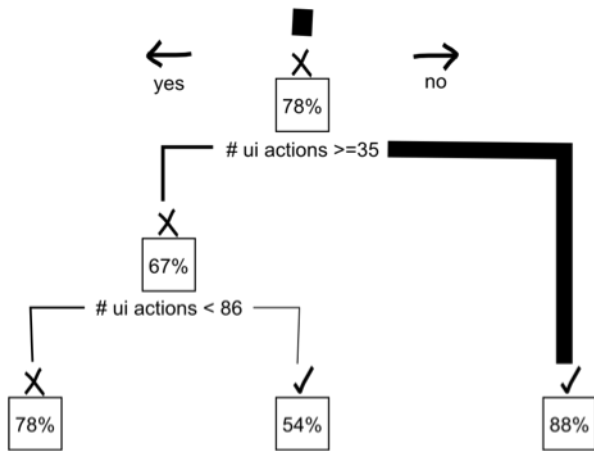 yes
no
78%
# ui actions >=35
67%
# ui actions < 86
78%
54%
88%